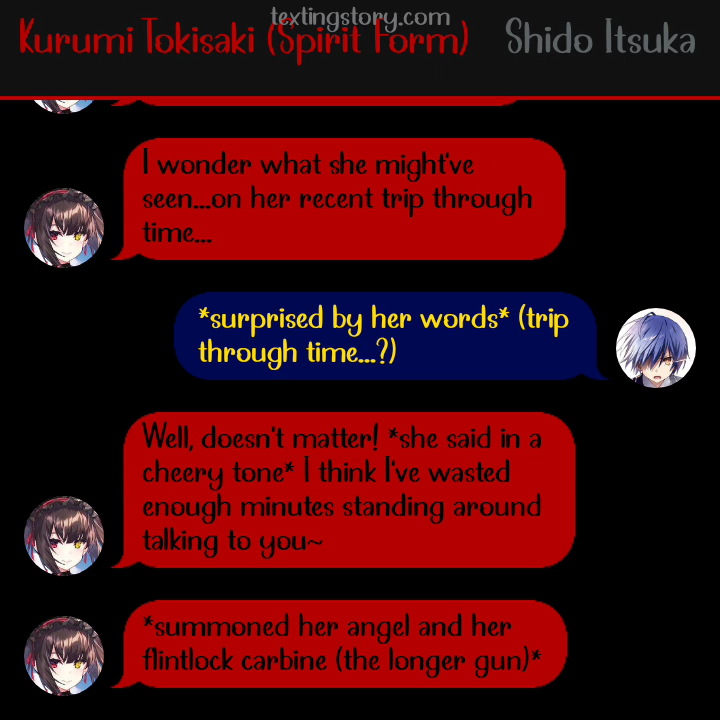 textingstory.com
Kurumi Tokisaki (Spirit Form) Shido Itsuka
I wonder what she might've
seen...on her recent trip through
time...
*surprised by her words* (trip
through time...?)
Well, doesn't matter! *she said in a
cheery tone* I think I've wasted
enough minutes standing around
talking to you~
*summoned her angel and her
flintlock carbine (the longer gun)*